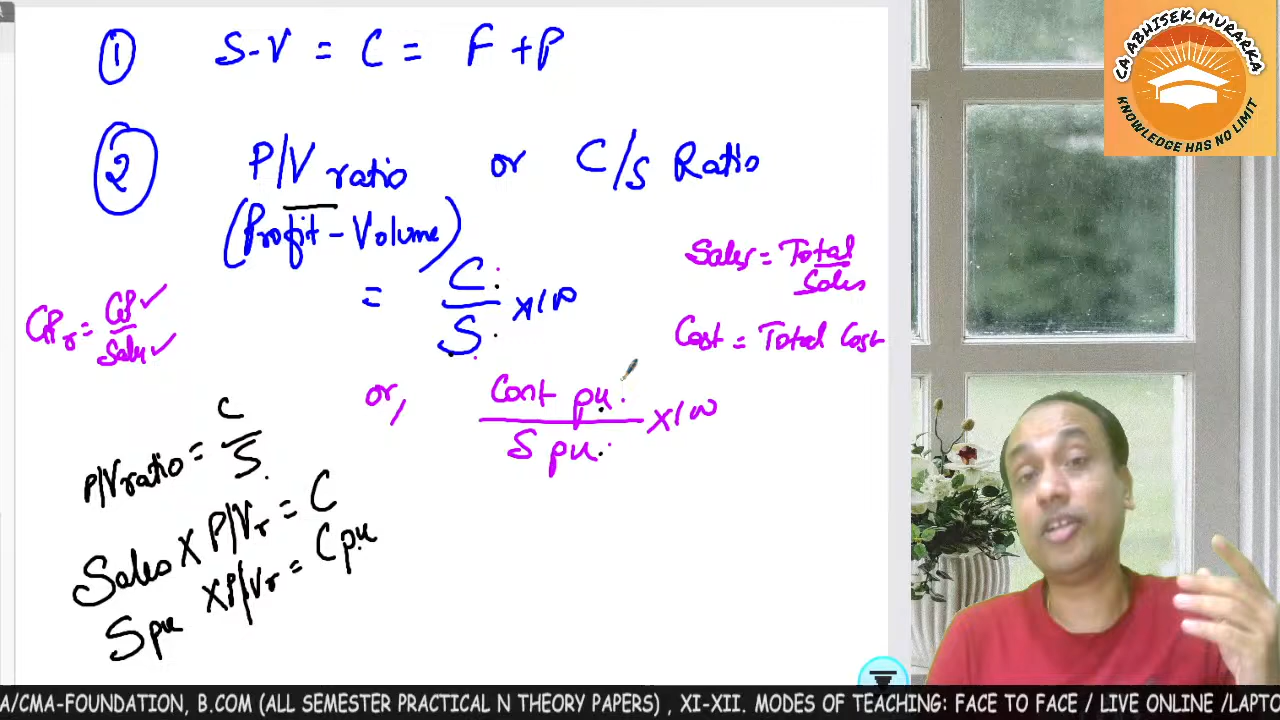 ① S-V = C = F+P
② P/V ratio or C/S Ratio
(Profit - Volume)
= C/S × 100
or, Cont pu. / S pu. × 100
Sales = Total Sales
Cost = Total Cost
GPr = GP / Sales
P/V ratio = C/S
Sales × P/Vr = C
Spu × P/Vr = C pu
CA ABHISEK MURARKA
KNOWLEDGE HAS NO LIMIT
A/CMA-FOUNDATION, B.COM (ALL SEMESTER PRACTICAL N THEORY PAPERS) , XI-XII. MODES OF TEACHING: FACE TO FACE / LIVE ONLINE /LAPTO